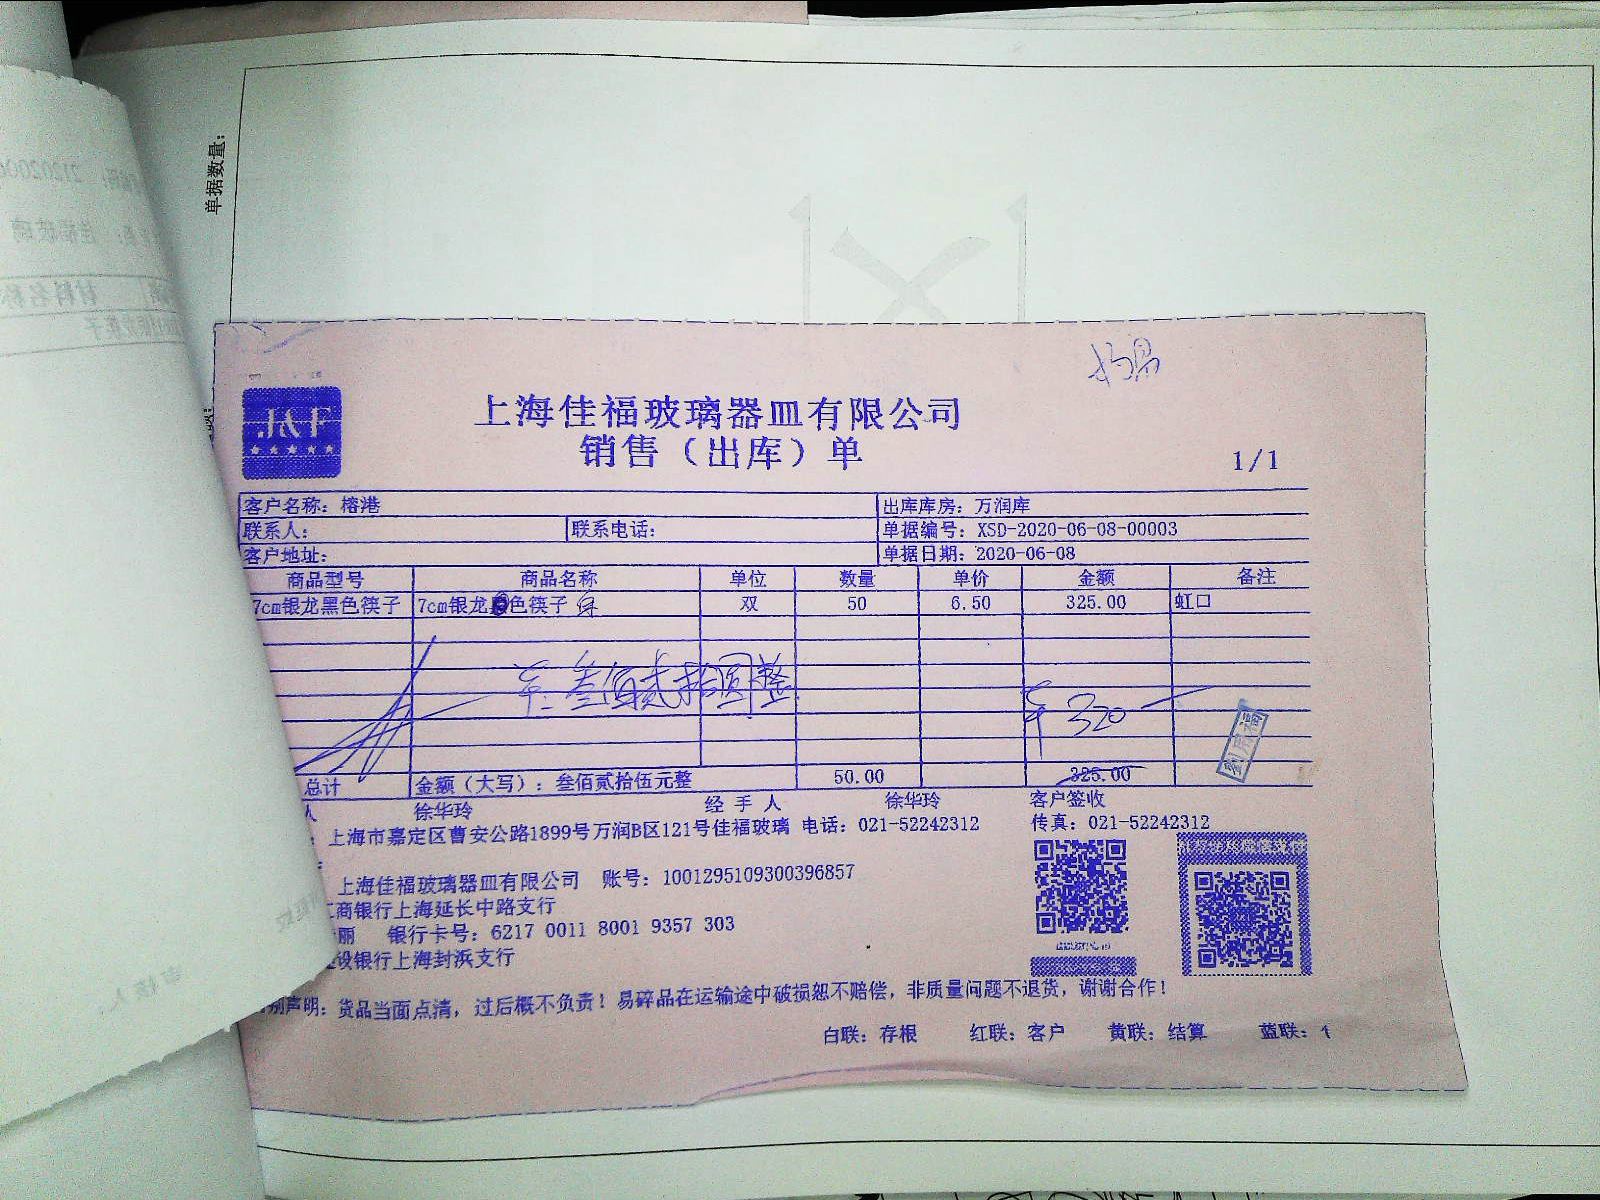 单据数量:
上海佳福玻璃器皿有限公司
销售（出库）单
1/1
客户名称: 榕港 出库库房: 万润库
联系人: 联系电话: 单据编号: XSD-2020-06-08-00003
客户地址: 单据日期: 2020-06-08
商品型号 商品名称 单位 数量 单价 金额 备注
7cm银龙黑色筷子 7cm银龙色筷子 双 50 6.50 325.00 虹口
叁佰贰拾圆整 320
总计 金额（大写）: 叁佰贰拾伍元整 50.00 325.00
人 徐华玲 经手人 徐华玲 客户签收
: 上海市嘉定区曹安公路1899号万润B区121号佳福玻璃 电话: 021-52242312 传真: 021-52242312
上海佳福玻璃器皿有限公司 账号: 1001295109300396857
商银行上海延长中路支行
丽 银行卡号: 6217 0011 8001 9357 303
设银行上海封浜支行
别声明: 货品当面点清，过后概不负责！易碎品在运输途中破损恕不赔偿，非质量问题不退货，谢谢合作！
白联: 存根 红联: 客户 黄联: 结算 蓝联: